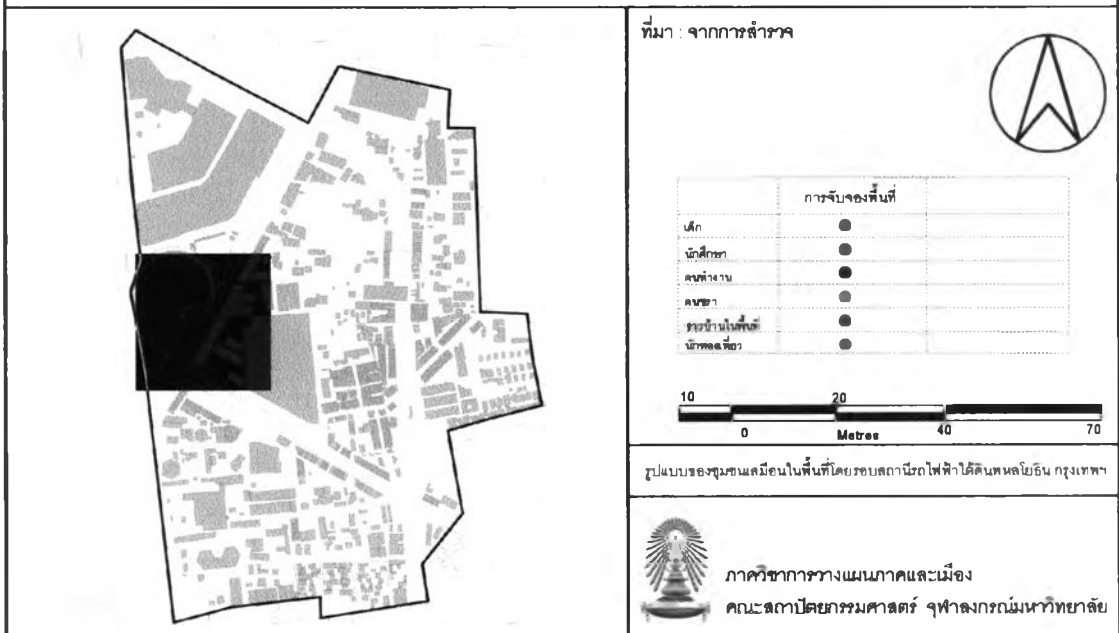 ที่มา : จากการสำรวจ
การจับจองพื้นที่
เด็ก
นักศึกษา
คนทำงาน
คนชรา
ชาวบ้านในพื้นที่
นักท่องเที่ยว
10 20
0 Metres 40 70
รูปแบบของชุมชนเสมือนในพื้นที่โดยรอบสถานีรถไฟฟ้าใต้ดินพหลโยธิน กรุงเทพฯ
ภาควิชาการวางแผนภาคและเมือง
คณะสถาปัตยกรรมศาสตร์ จุฬาลงกรณ์มหาวิทยาลัย